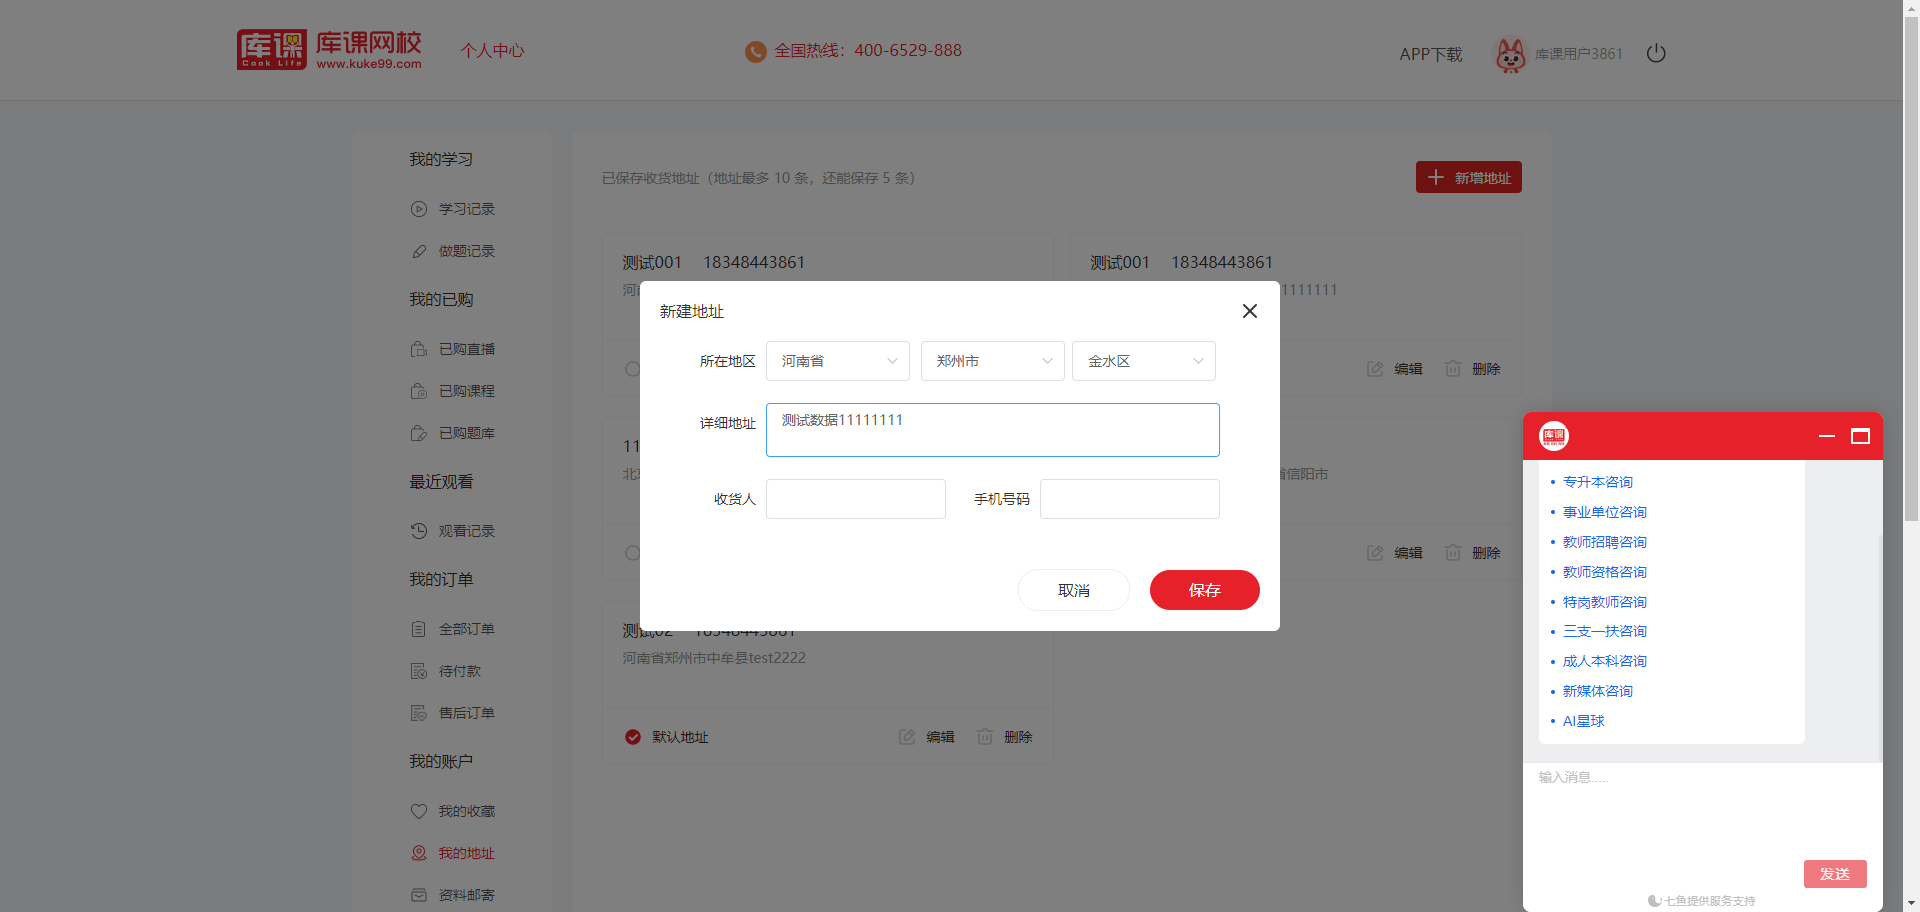 库课
Cook Life
库课网校
www.kuke99.com
个人中心
全国热线：400-6529-888
APP下载
库课用户3861
我的学习
学习记录
做题记录
我的已购
已购直播
已购课程
已购题库
最近观看
观看记录
我的订单
全部订单
待付款
售后订单
我的账户
我的收藏
我的地址
资料邮寄
已保存收货地址（地址最多 10 条，还能保存 5 条）
新增地址
测试001 18348443861
测试001 18348443861
1111111
编辑 删除
11
省信阳市
编辑 删除
测试02 18348443861
河南省郑州市中牟县test2222
默认地址 编辑 删除
新建地址
所在地区 河南省 郑州市 金水区
详细地址 测试数据11111111
收货人 手机号码
取消 保存
库课
专升本咨询
事业单位咨询
教师招聘咨询
教师资格咨询
特岗教师咨询
三支一扶咨询
成人本科咨询
新媒体咨询
AI星球
输入消息.....
发送
七鱼提供服务支持